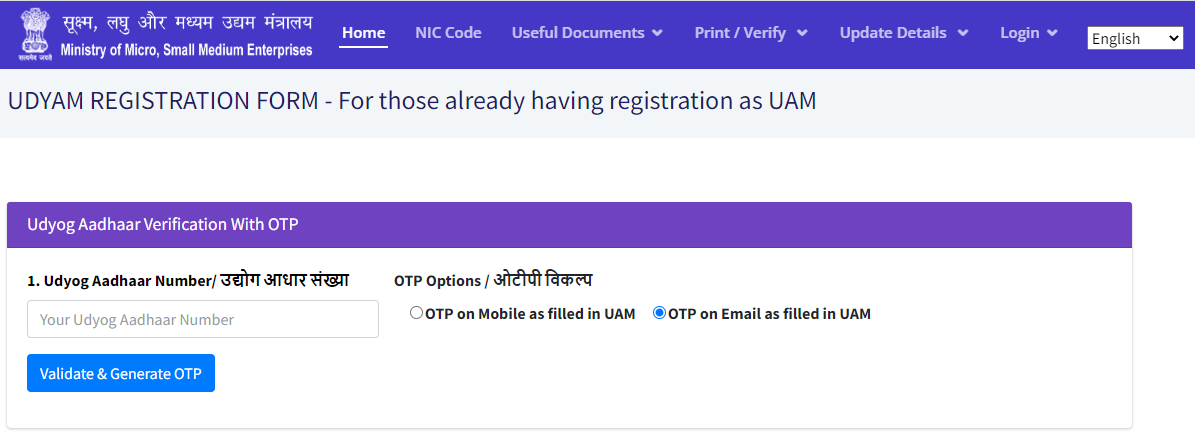 सूक्ष्म, लघु और मध्यम उद्यम मंत्रालय
Ministry of Micro, Small Medium Enterprises
सत्यमेव जयते
Home NIC Code Useful Documents Print / Verify Update Details Login English
UDYAM REGISTRATION FORM - For those already having registration as UAM
Udyog Aadhaar Verification With OTP
1. Udyog Aadhaar Number/ उद्योग आधार संख्या OTP Options / ओटीपी विकल्प
Your Udyog Aadhaar Number OTP on Mobile as filled in UAM OTP on Email as filled in UAM
Validate & Generate OTP